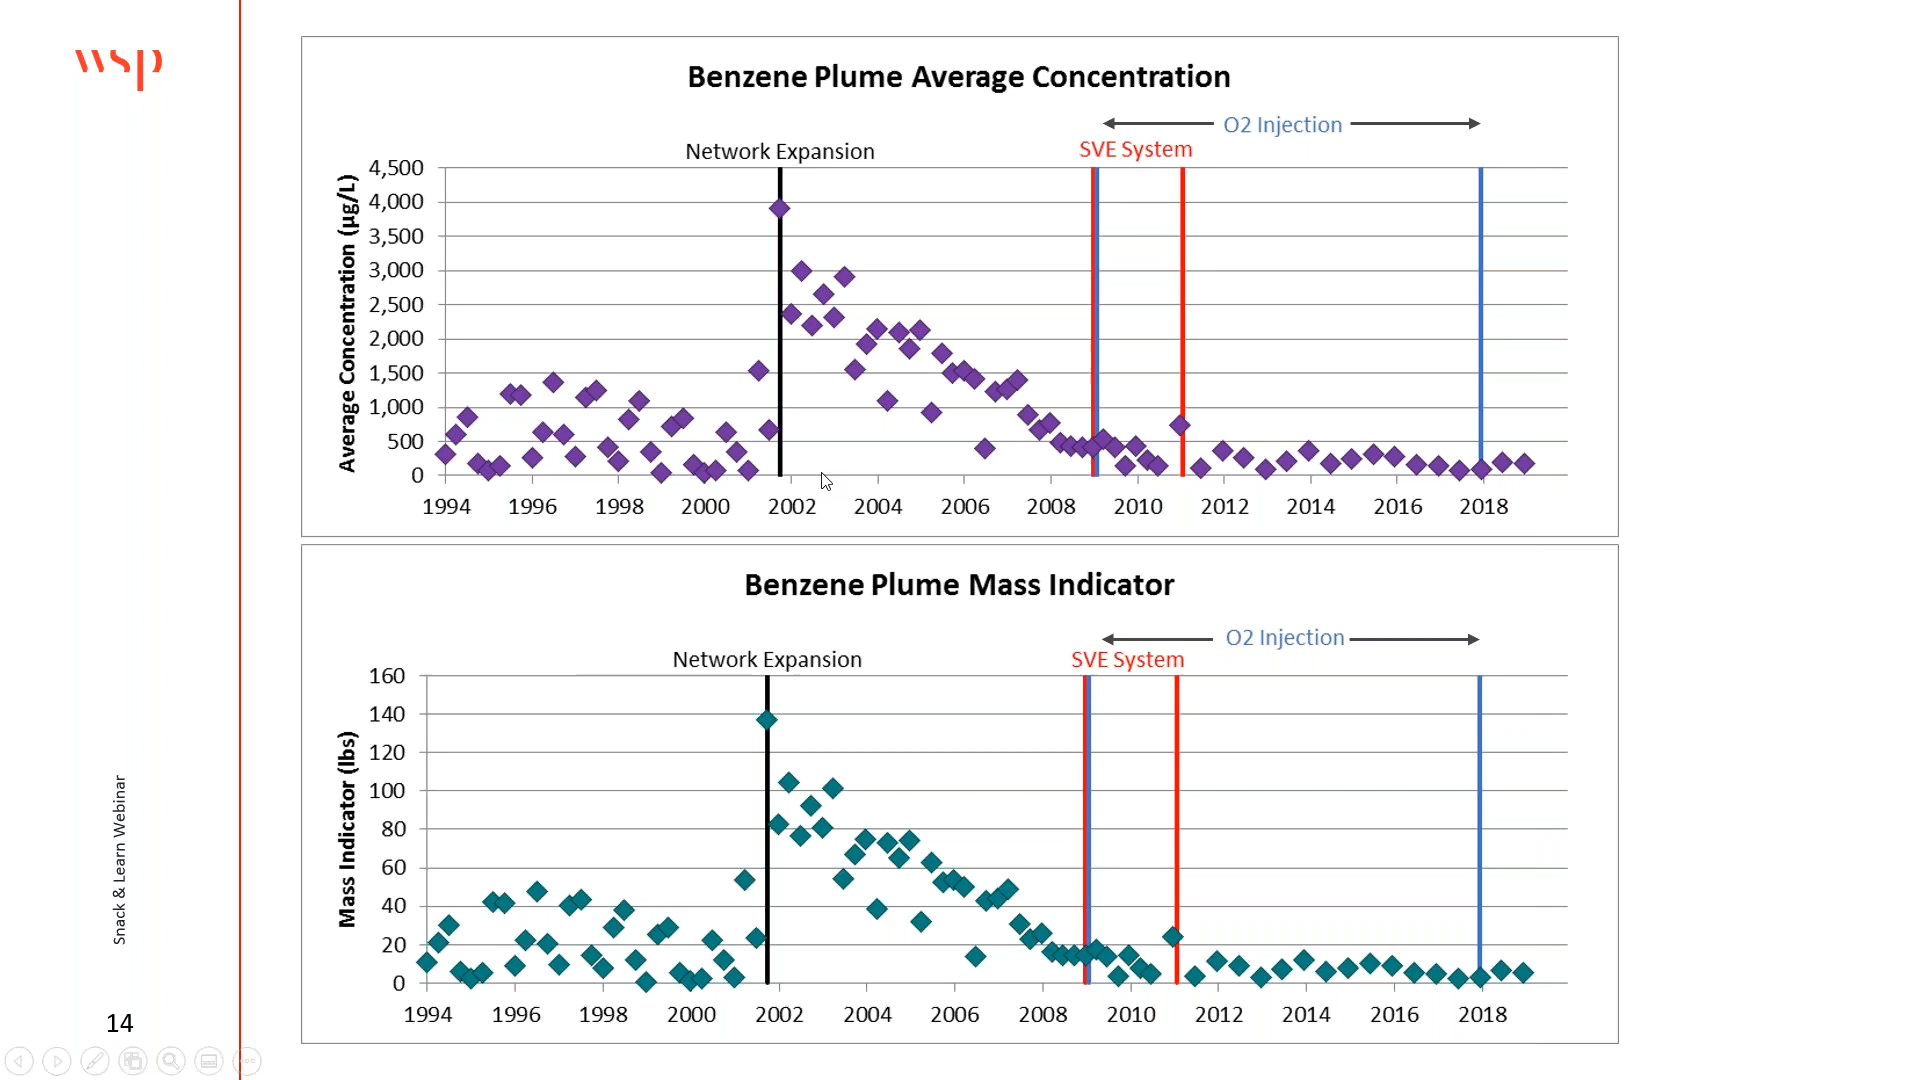 wsp
Benzene Plume Average Concentration
O2 Injection
Network Expansion
SVE System
Average Concentration (µg/L)
4,500
4,000
3,500
3,000
2,500
2,000
1,500
1,000
500
0
1994 1996 1998 2000 2002 2004 2006 2008 2010 2012 2014 2016 2018
Benzene Plume Mass Indicator
O2 Injection
Network Expansion
SVE System
Mass Indicator (lbs)
160
140
120
100
80
60
40
20
0
1994 1996 1998 2000 2002 2004 2006 2008 2010 2012 2014 2016 2018
Snack & Learn Webinar
14